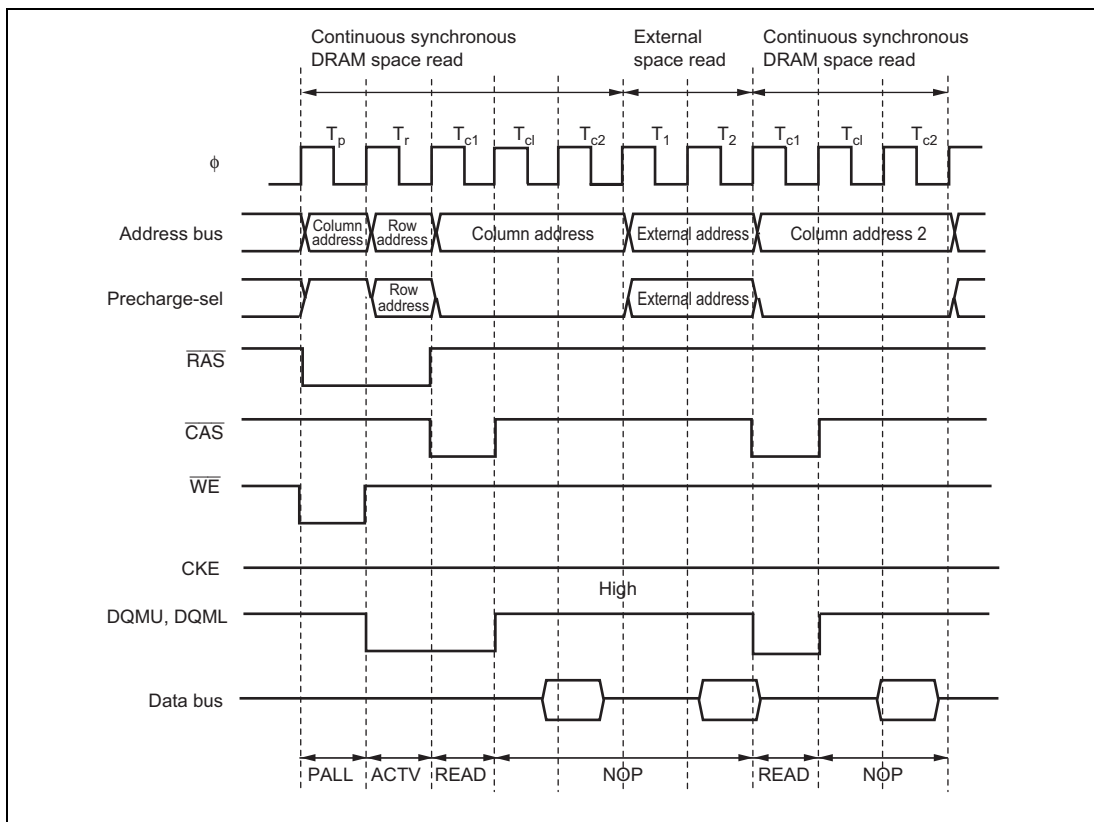 Continuous synchronous
DRAM space read
External
space read
Continuous synchronous
DRAM space read
Tp Tr Tc1 Tcl Tc2 T1 T2 Tc1 Tcl Tc2
ϕ
Address bus
Column
address
Row
address
Column address
External address
Column address 2
Precharge-sel
Row
address
External address
RAS
CAS
WE
CKE
High
DQMU, DQML
Data bus
PALL ACTV READ NOP READ NOP